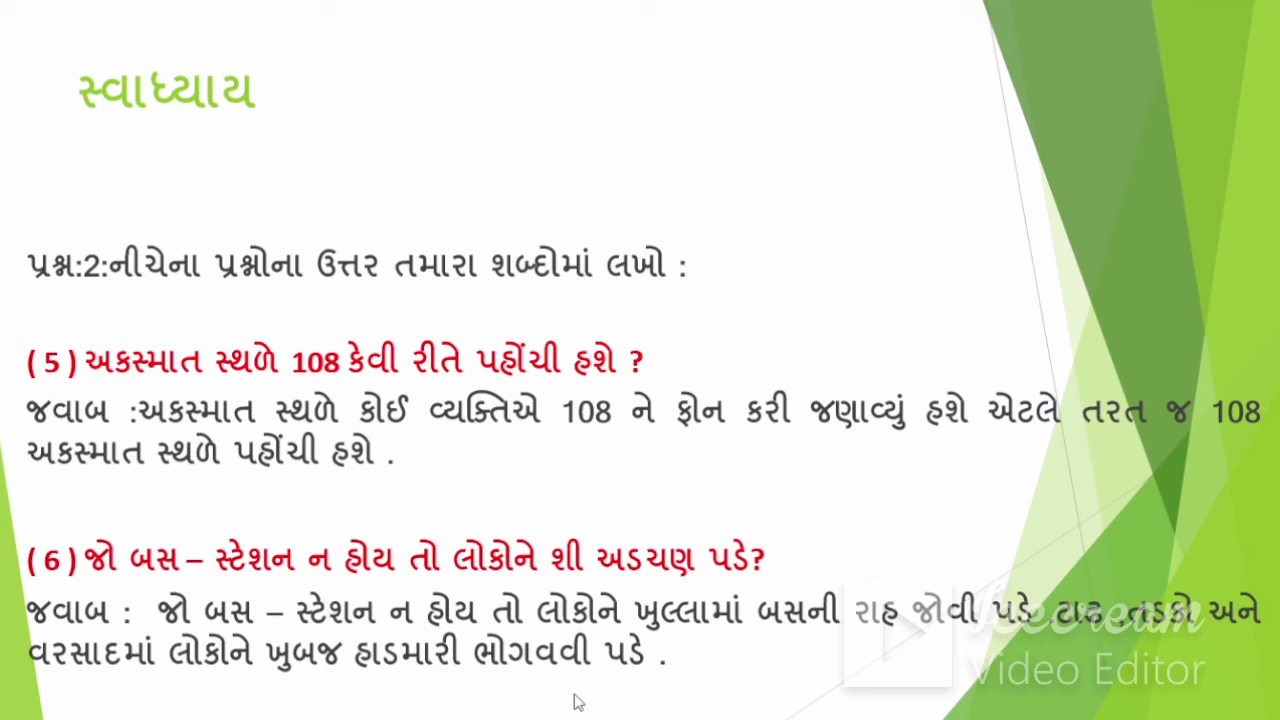 સ્વાધ્યાય
પ્રશ્ન:2:નીચેના પ્રશ્નોના ઉત્તર તમારા શબ્દોમાં લખો :
( 5 ) અકસ્માત સ્થળે 108 કેવી રીતે પહોંચી હશે ?
જવાબ :અકસ્માત સ્થળે કોઈ વ્યક્તિએ 108 ને ફોન કરી જણાવ્યું હશે એટલે તરત જ 108
અકસ્માત સ્થળે પહોંચી હશે .
( 6 ) જો બસ – સ્ટેશન ન હોય તો લોકોને શી અડચણ પડે?
જવાબ : જો બસ – સ્ટેશન ન હોય તો લોકોને ખુલ્લામાં બસની રાહ જોવી પડે .ટાઢ ,તડકો અને
વરસાદમાં લોકોને ખુબજ હાડમારી ભોગવવી પડે .
Icecream
Video Editor